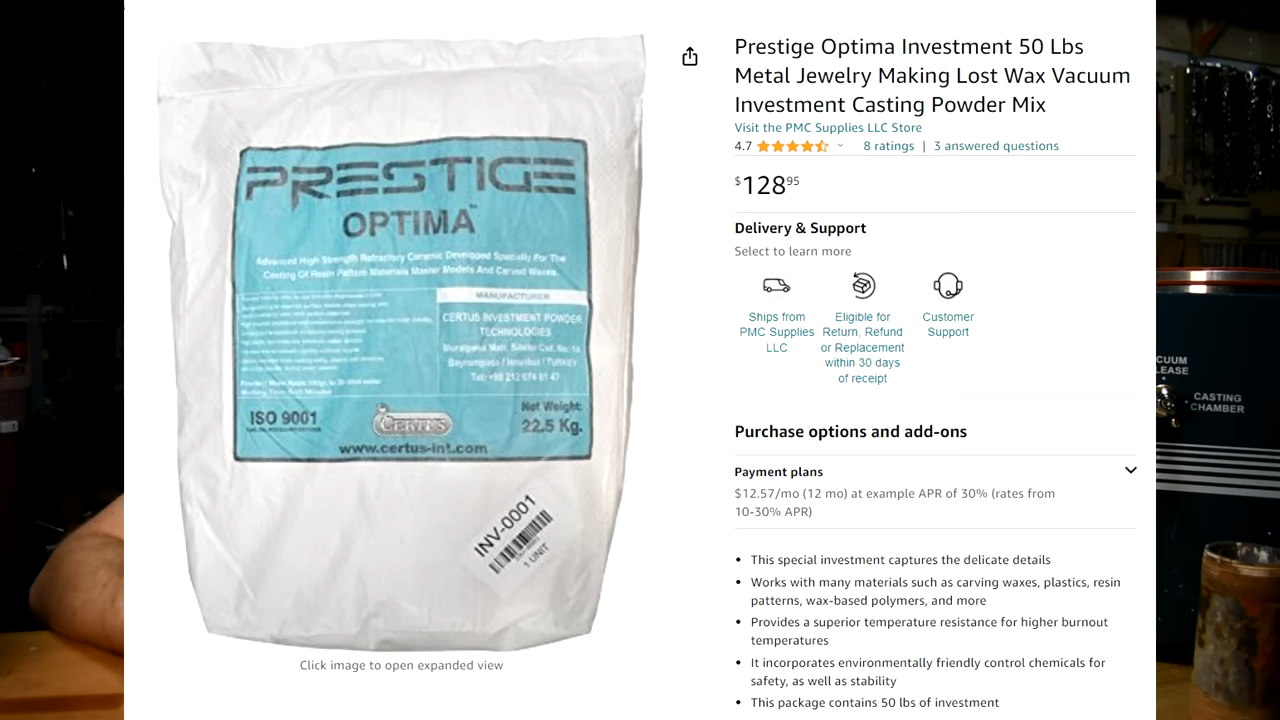 PRESTIGE
OPTIMA™
Advanced High Strength Refractory Ceramic Developed Specially For The
Casting Of Resin Pattern Materials Master Models And Carved Waxes.
MANUFACTURER
CERTUS INVESTMENT POWDER
TECHNOLOGIES
Bayrampasa / Istanbul / TURKEY
ISO 9001
CERTUS
Net Weight:
22.5 Kg.
www.certus-int.com
INV-0001
1 UNIT
Click image to open expanded view
Prestige Optima Investment 50 Lbs
Metal Jewelry Making Lost Wax Vacuum
Investment Casting Powder Mix
Visit the PMC Supplies LLC Store
4.7 8 ratings | 3 answered questions
$128 95
Delivery & Support
Select to learn more
Ships from
PMC Supplies
LLC
Eligible for
Return, Refund
or Replacement
within 30 days
of receipt
Customer
Support
Purchase options and add-ons
Payment plans
$12.57/mo (12 mo) at example APR of 30% (rates from
10-30% APR)
• This special investment captures the delicate details
• Works with many materials such as carving waxes, plastics, resin
patterns, wax-based polymers, and more
• Provides a superior temperature resistance for higher burnout
temperatures
• It incorporates environmentally friendly control chemicals for
safety, as well as stability
• This package contains 50 lbs of investment
CUUM
LEASE
CASTING
CHAMBER